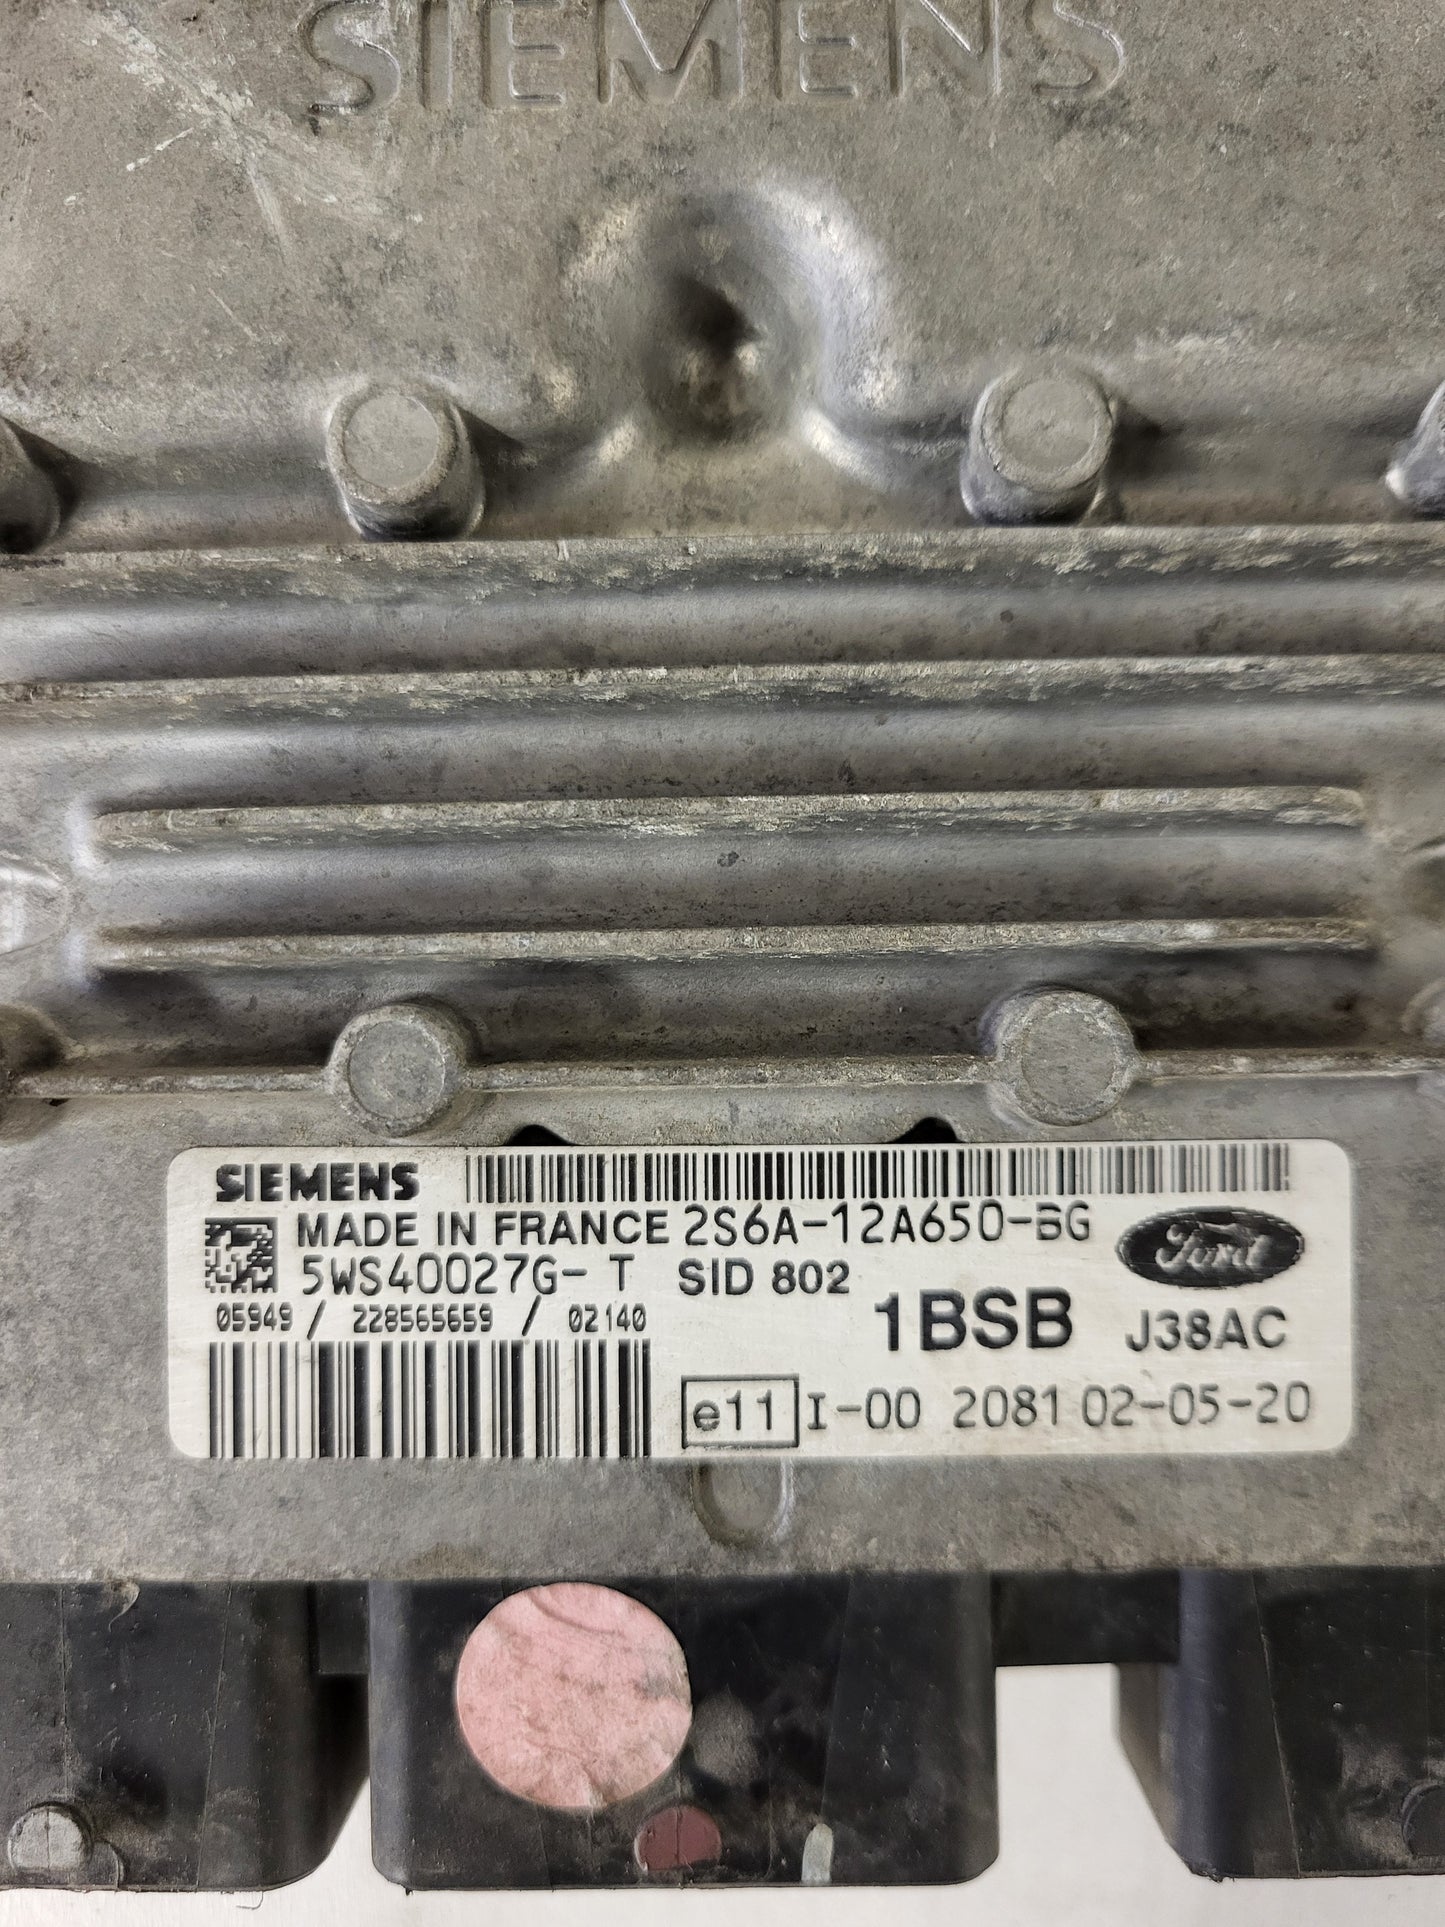 SIEMENS
SIEMENS
MADE IN FRANCE 2S6A-12A650-BG
Ford
5WS40027G- T SID 802
1BSB J38AC
05949 / 228565659 / 02140
e11 I-00 2081 02-05-20